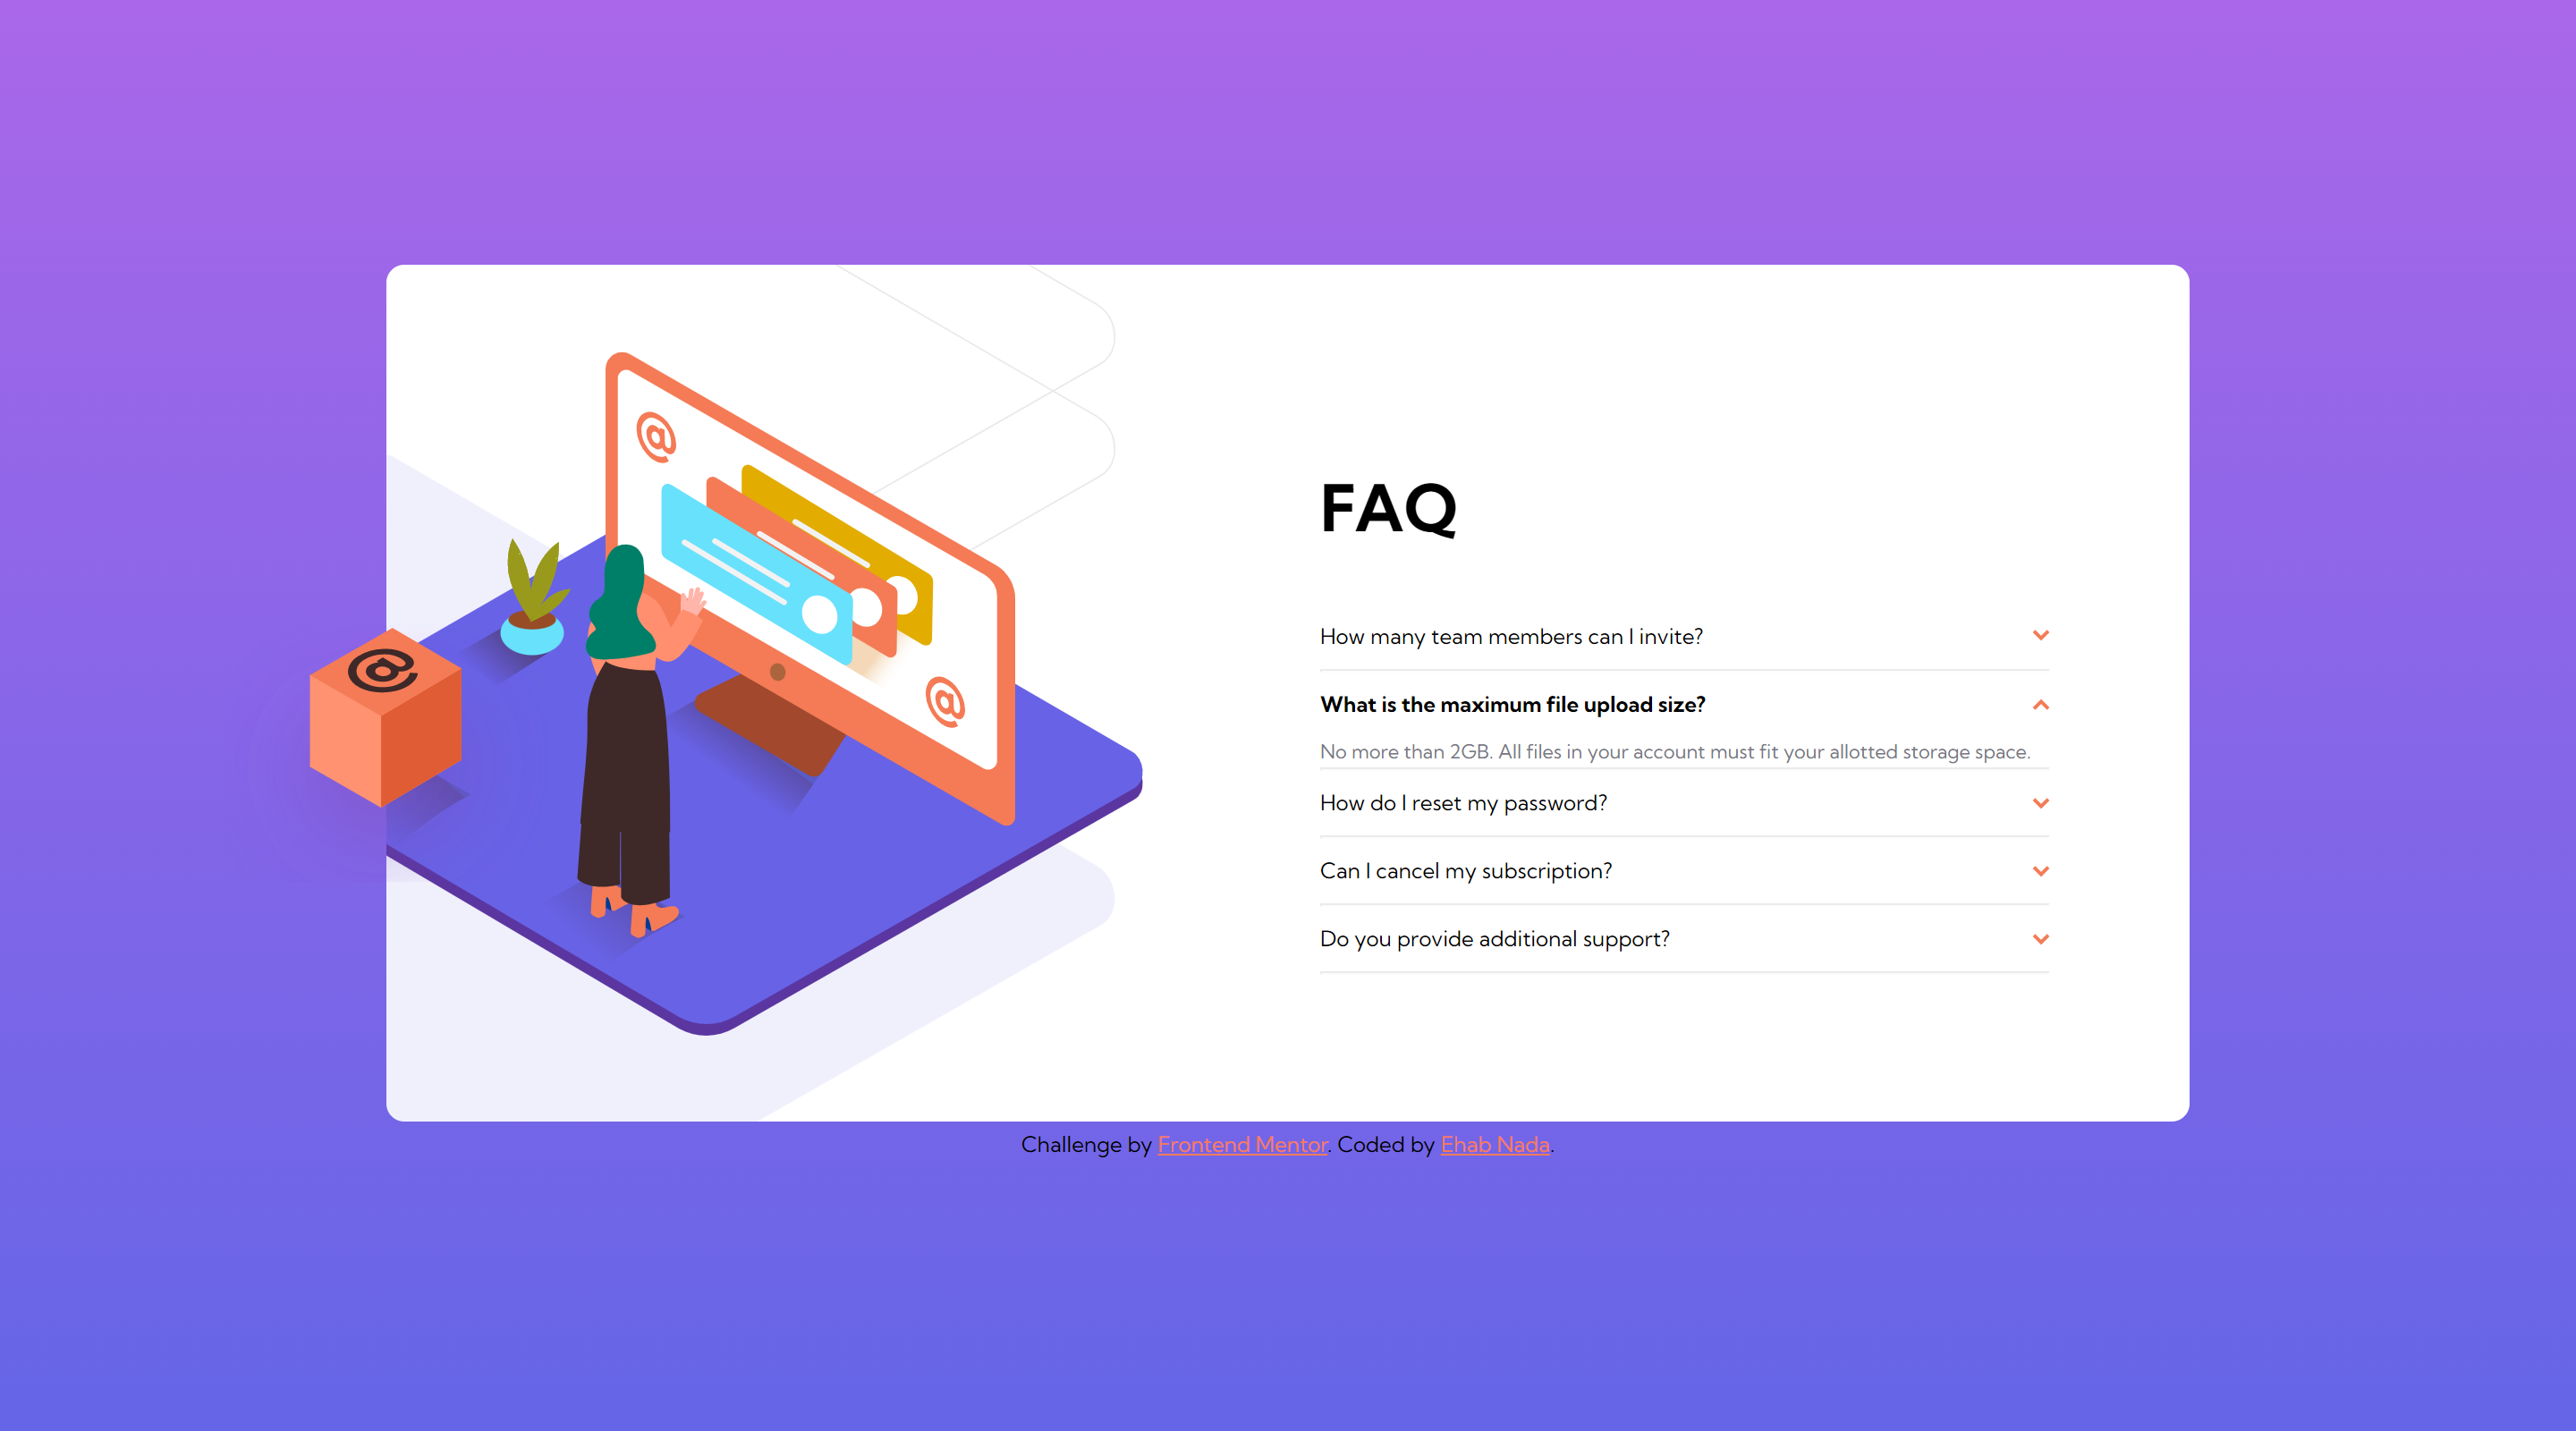 @
@
@
FAQ
How many team members can I invite?
What is the maximum file upload size?
No more than 2GB. All files in your account must fit your allotted storage space.
How do I reset my password?
Can I cancel my subscription?
Do you provide additional support?
Challenge by Frontend Mentor. Coded by Ehab Nada.